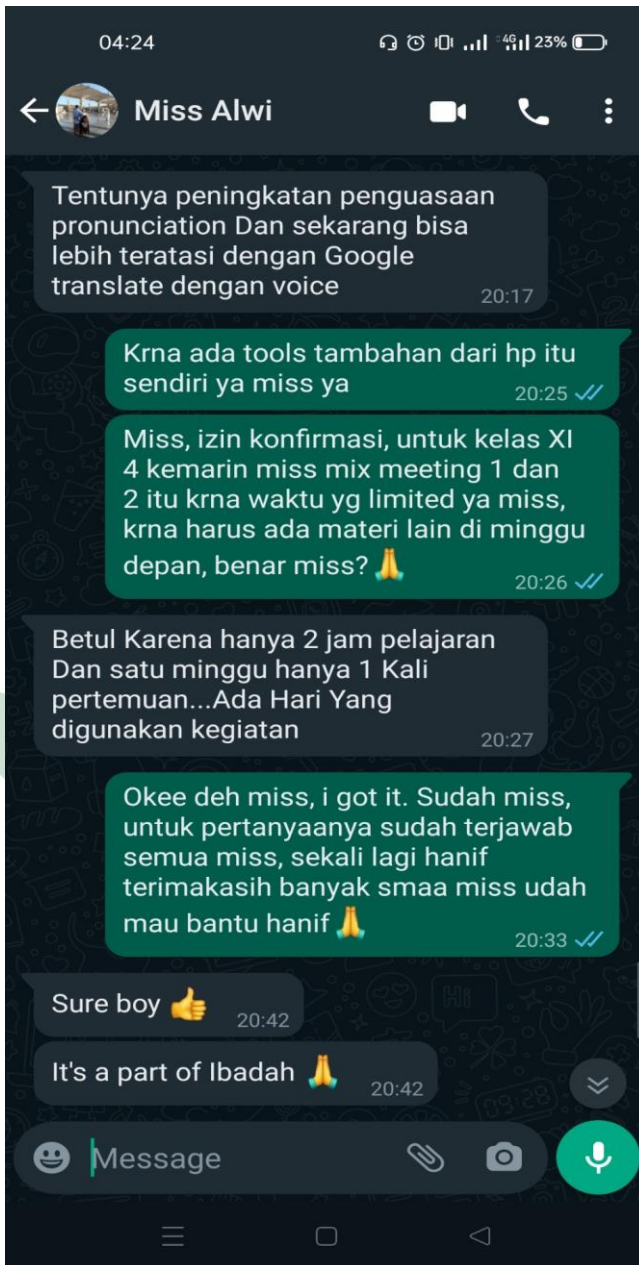 04:24 4G 23%
Miss Alwi
Tentunya peningkatan penguasaan
pronunciation Dan sekarang bisa
lebih teratasi dengan Google
translate dengan voice
20:17
Krna ada tools tambahan dari hp itu
sendiri ya miss ya
20:25
Miss, izin konfirmasi, untuk kelas XI
4 kemarin miss mix meeting 1 dan
2 itu krna waktu yg limited ya miss,
krna harus ada materi lain di minggu
depan, benar miss? 🙏
20:26
Betul Karena hanya 2 jam pelajaran
Dan satu minggu hanya 1 Kali
pertemuan...Ada Hari Yang
digunakan kegiatan
20:27
Okee deh miss, i got it. Sudah miss,
untuk pertanyaanya sudah terjawab
semua miss, sekali lagi hanif
terimakasih banyak smaa miss udah
mau bantu hanif 🙏
20:33
Sure boy 👍
20:42
It's a part of Ibadah 🙏
20:42
Message